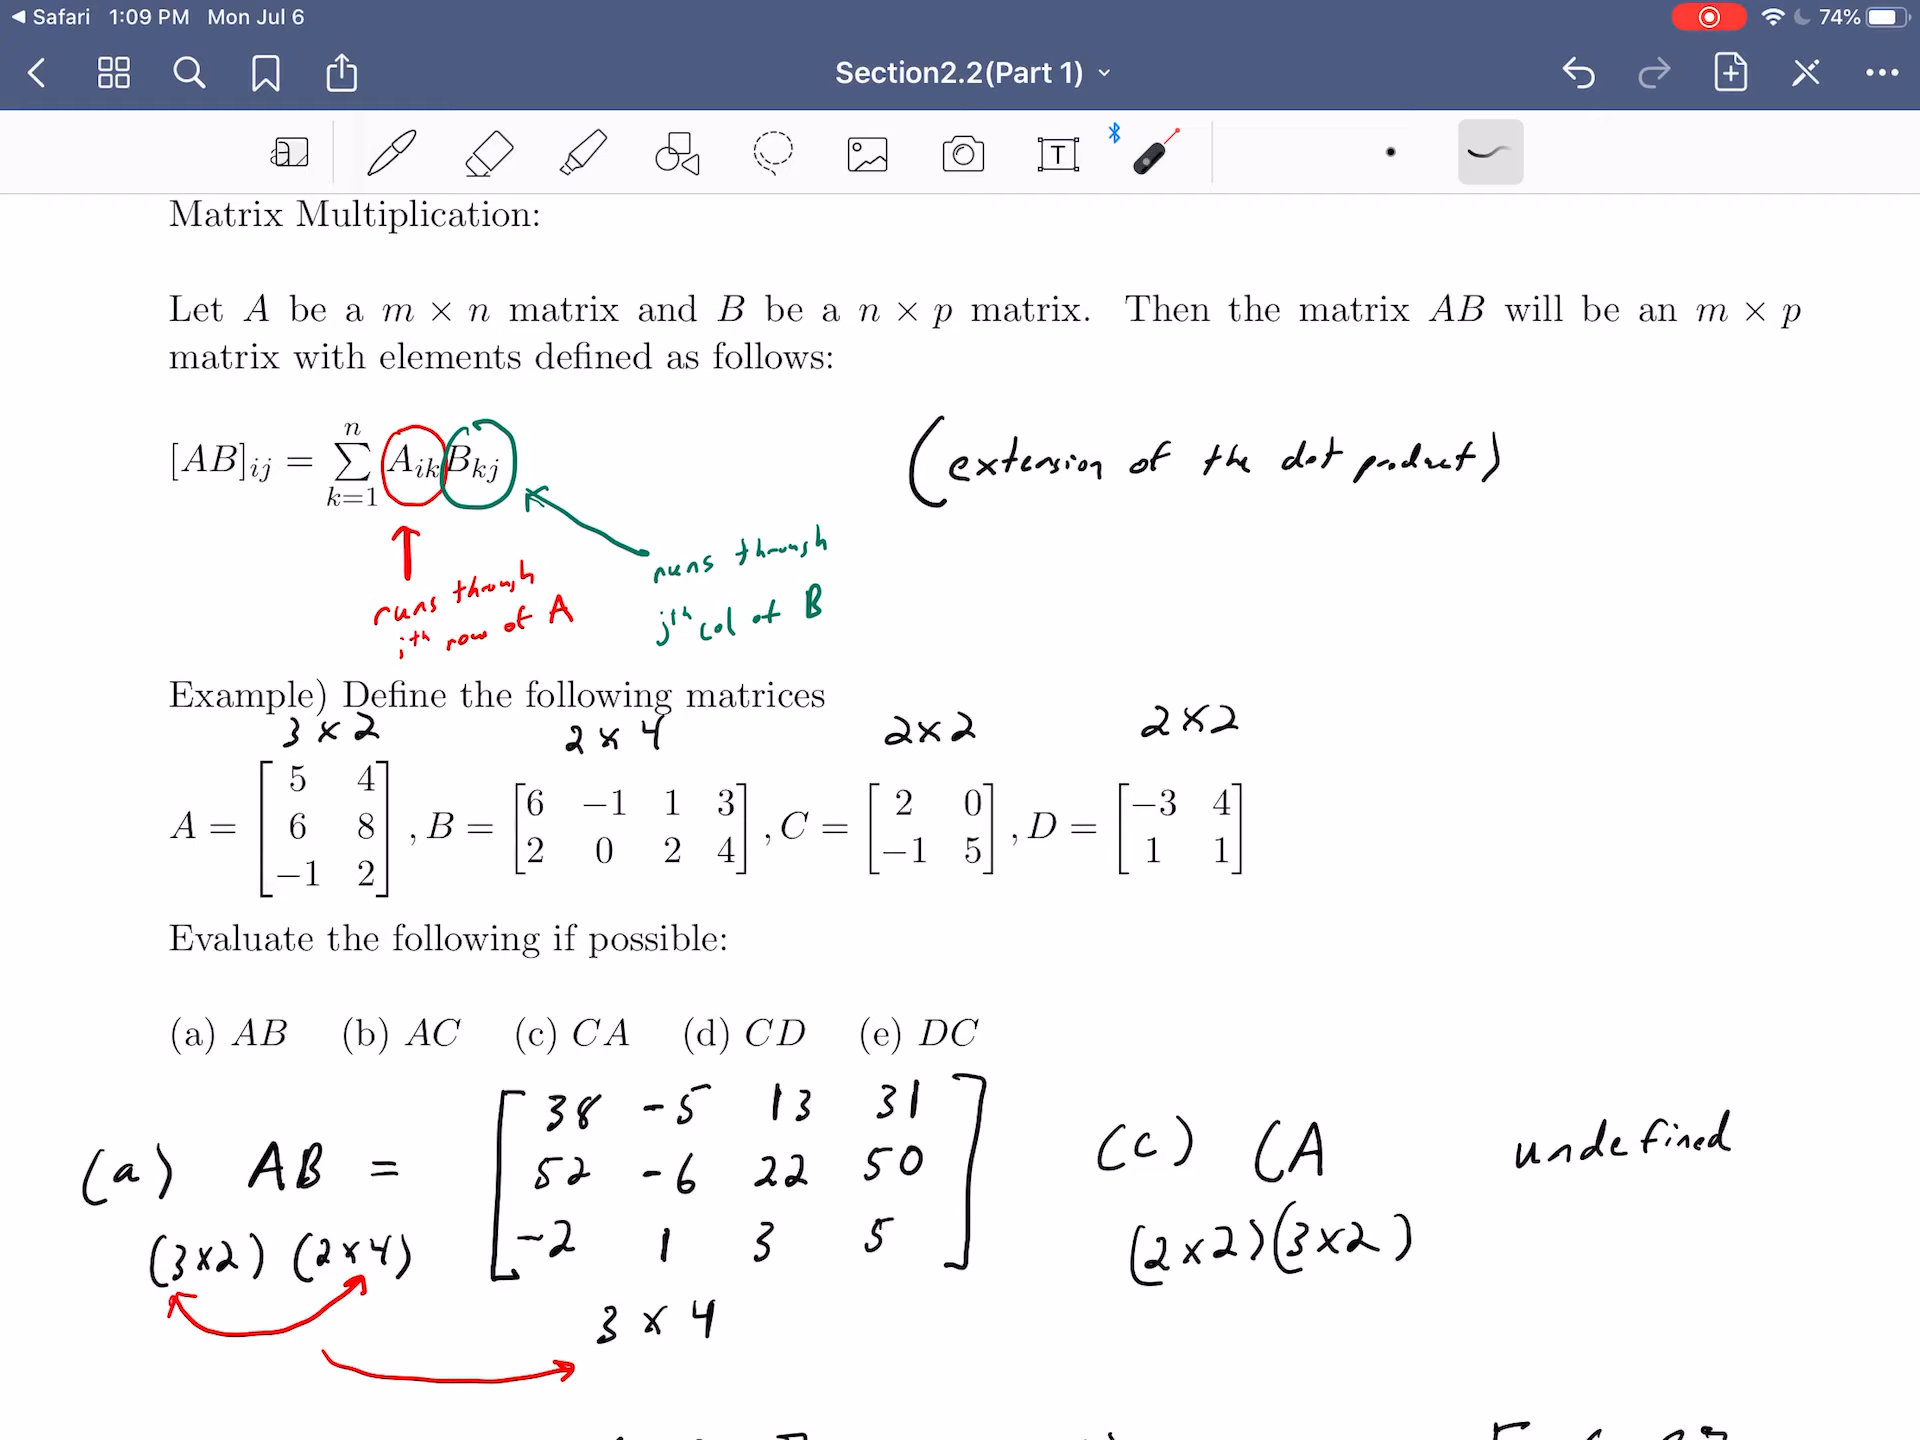 Safari 1:09 PM Mon Jul 6 74%
Section2.2(Part 1)
Matrix Multiplication:
Let A be a m × n matrix and B be a n × p matrix. Then the matrix AB will be an m × p
matrix with elements defined as follows:
[AB]ij = n∑k=1 Aik Bkj (extension of the dot product)
runs through
ith row of A
runs through
jth col of B
Example) Define the following matrices
3 × 2 2 × 4 2×2 2×2
A = [5 4; 6 8; −1 2], B = [6 −1 1 3; 2 0 2 4], C = [2 0; −1 5], D = [−3 4; 1 1]
Evaluate the following if possible:
(a) AB (b) AC (c) CA (d) CD (e) DC
(a) AB = [38 -5 13 31; 52 -6 22 50; -2 1 3 5]
(3×2) (2×4)
3 × 4
(c) CA undefined
(2×2)(3×2)